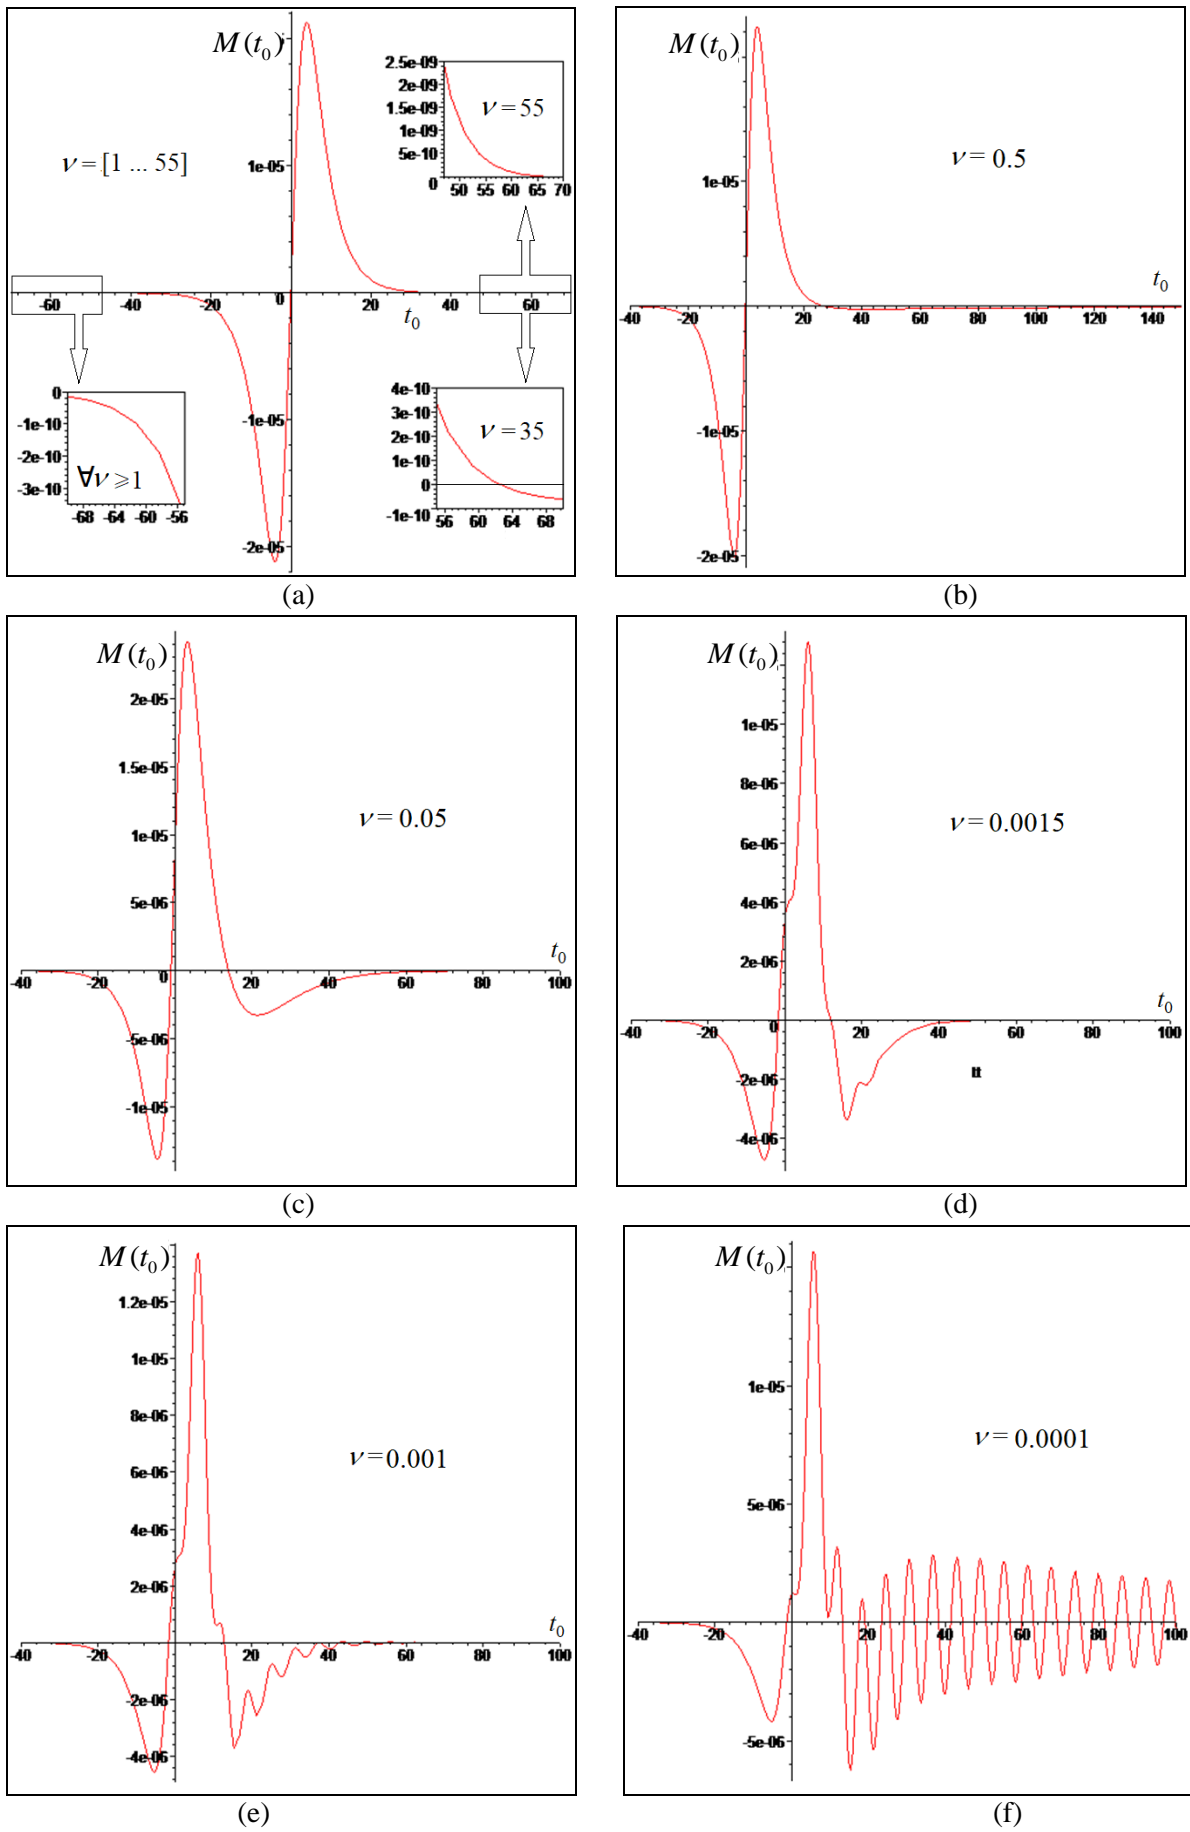 M(t₀)
ν = [1 ... 55]
2.5e-09
2e-09
1.5e-09
1e-09
5e-10
0
50 55 60 65 70
ν = 55
1e-05
-60 -40 -20 0 20 40 60
t₀
0
-1e-10
-2e-10
-3e-10
-68 -64 -60 -56
∀ν ⩾ 1
-1e-05
-2e-05
4e-10
3e-10
2e-10
1e-10
0
-1e-10
56 60 64 68
ν = 35
(a)
M(t₀)
ν = 0.5
1e-05
t₀
-40 -20 0 20 40 60 80 100 120 140
-1e-05
-2e-05
(b)
M(t₀)
2e-05
1.5e-05
ν = 0.05
1e-05
5e-06
t₀
-40 -20 0 20 40 60 80 100
-5e-06
-1e-05
(c)
M(t₀)
1e-05
8e-06
ν = 0.0015
6e-06
4e-06
2e-06
t₀
-40 -20 0 20 40 60 80 100
tt
-2e-06
-4e-06
(d)
M(t₀)
1.2e-05
1e-05
8e-06
ν = 0.001
6e-06
4e-06
2e-06
t₀
-40 -20 0 20 40 60 80 100
-2e-06
-4e-06
(e)
M(t₀)
1e-05
ν = 0.0001
5e-06
-40 -20 0 20 40 60 80 100
-5e-06
(f)